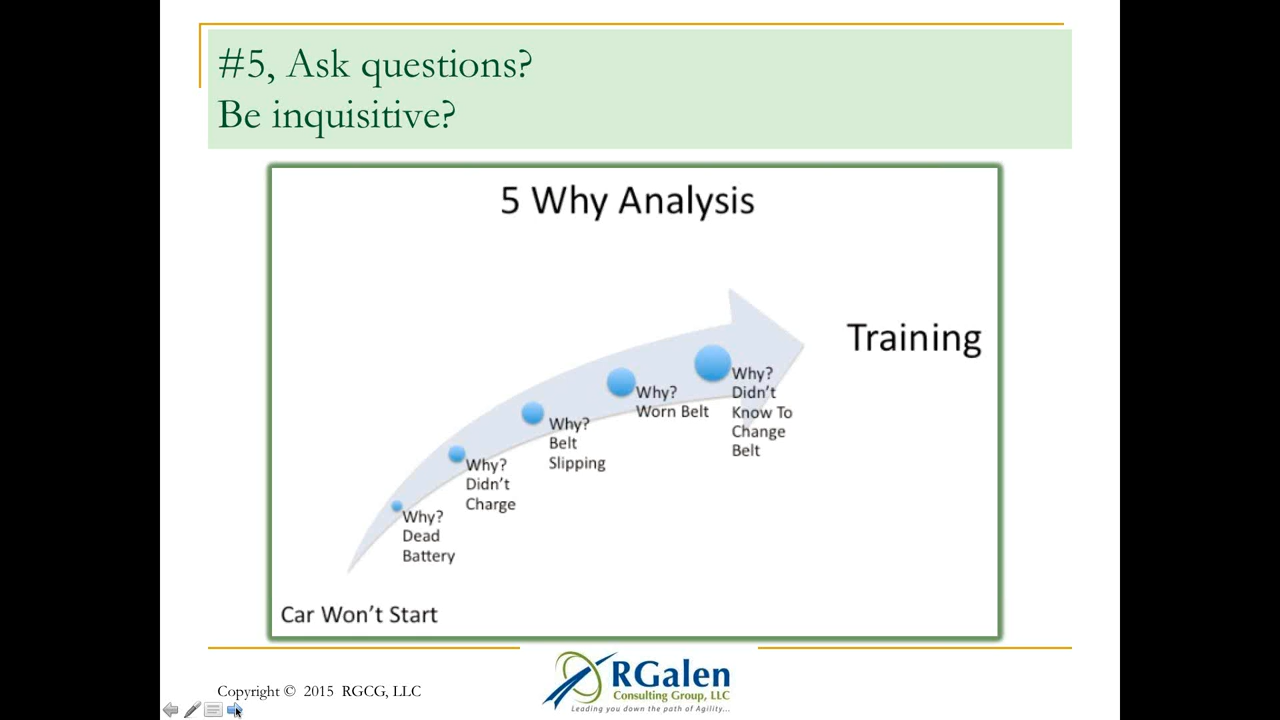 #5, Ask questions?
Be inquisitive?
5 Why Analysis
Training
Why?
Didn't
Know To
Change
Belt
Why?
Worn Belt
Why?
Belt
Slipping
Why?
Didn't
Charge
Why?
Dead
Battery
Car Won't Start
Copyright © 2015 RGCG, LLC
RGalen
Consulting Group, LLC
Leading you down the path of Agility...